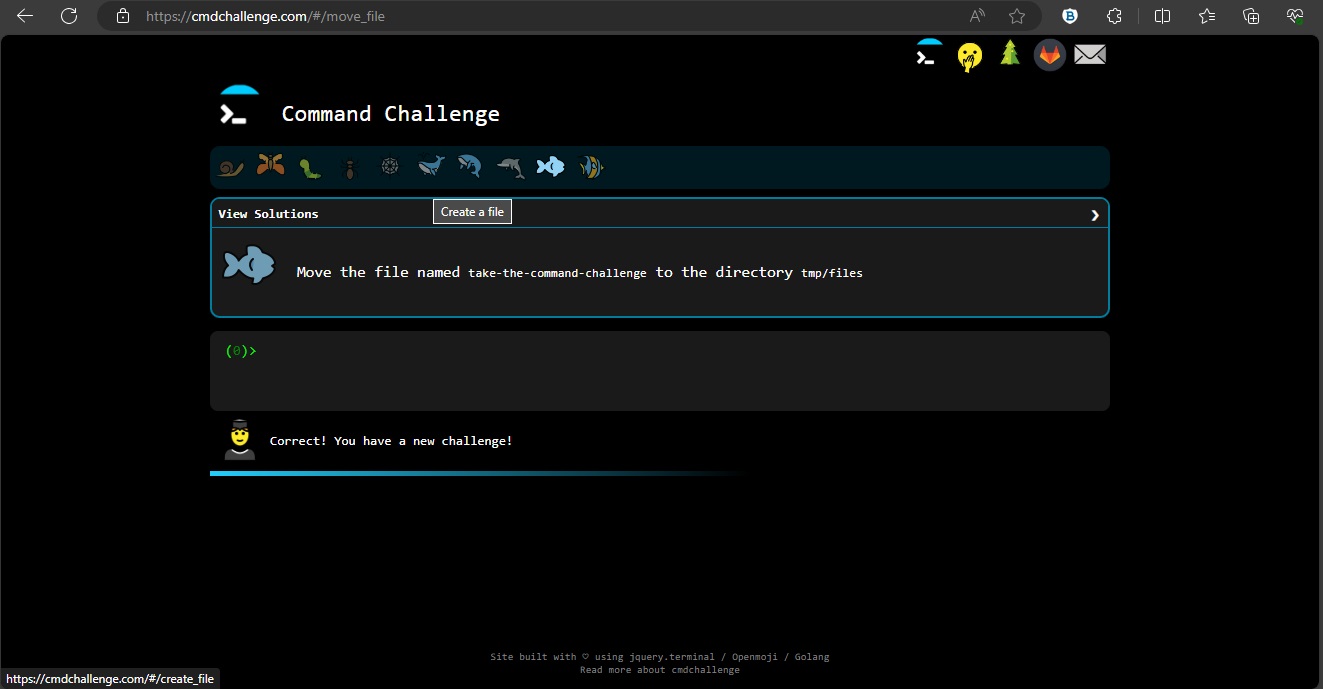 https://cmdchallenge.com/#/move_file
Command Challenge
View Solutions
Create a file
Move the file named take-the-command-challenge to the directory tmp/files
(0)>
Correct! You have a new challenge!
Site built with ♡ using jquery.terminal / Openmoji / Golang
Read more about cmdchallenge
https://cmdchallenge.com/#/create_file